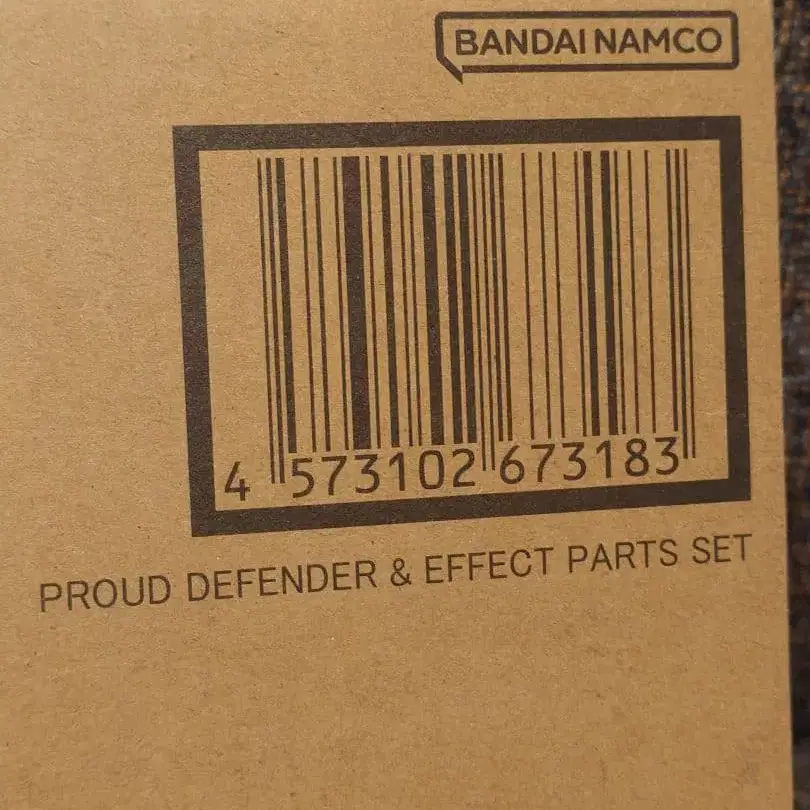 BANDAI NAMCO
4 573102 673183
PROUD DEFENDER & EFFECT PARTS SET